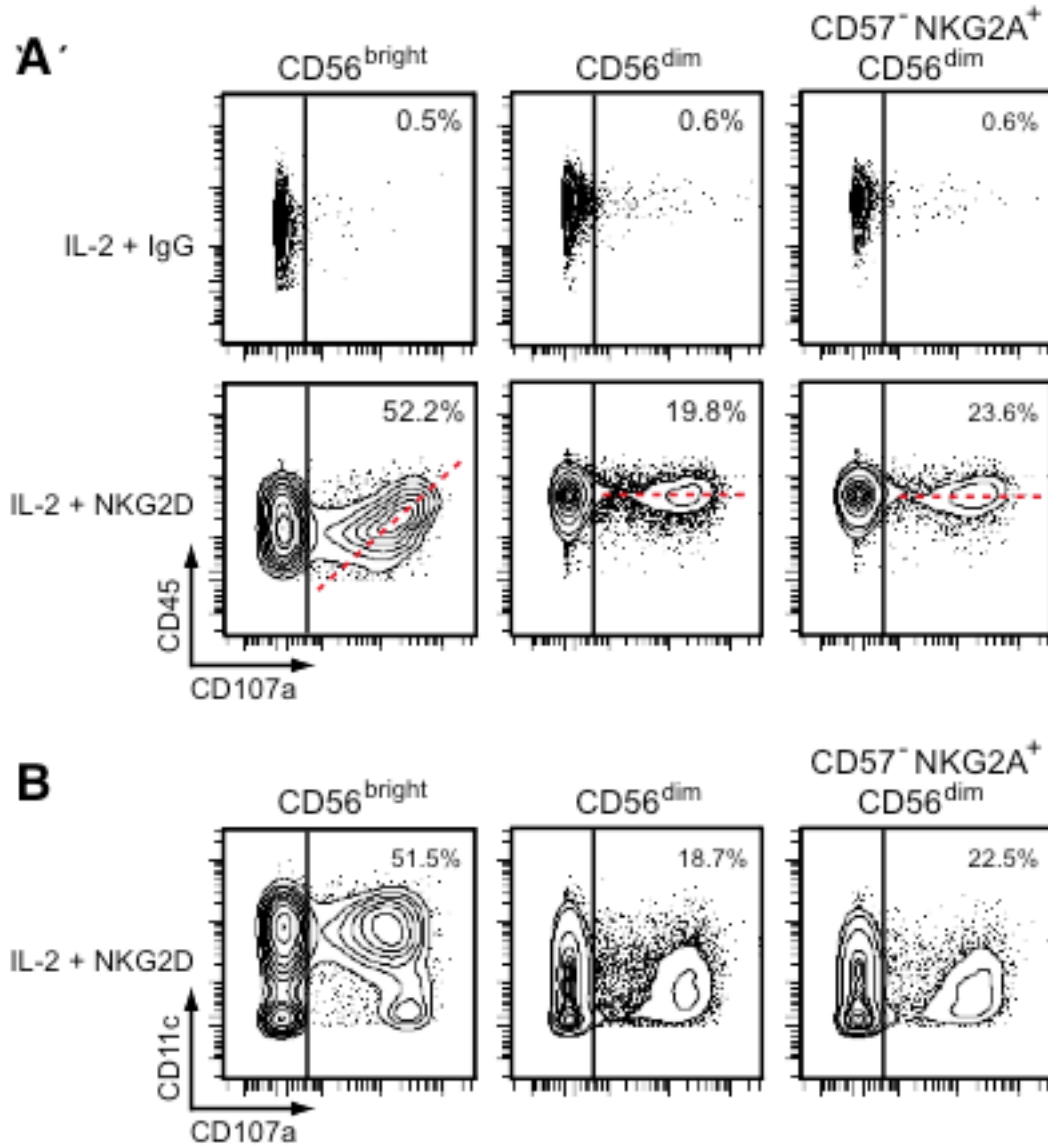 A
CD56bright
CD56dim
CD57- NKG2A+
CD56dim
0.5%
0.6%
0.6%
IL-2 + IgG
52.2%
19.8%
23.6%
IL-2 + NKG2D
CD45
CD107a
B
CD56bright
CD56dim
CD57- NKG2A+
CD56dim
51.5%
18.7%
22.5%
IL-2 + NKG2D
CD11c
CD107a